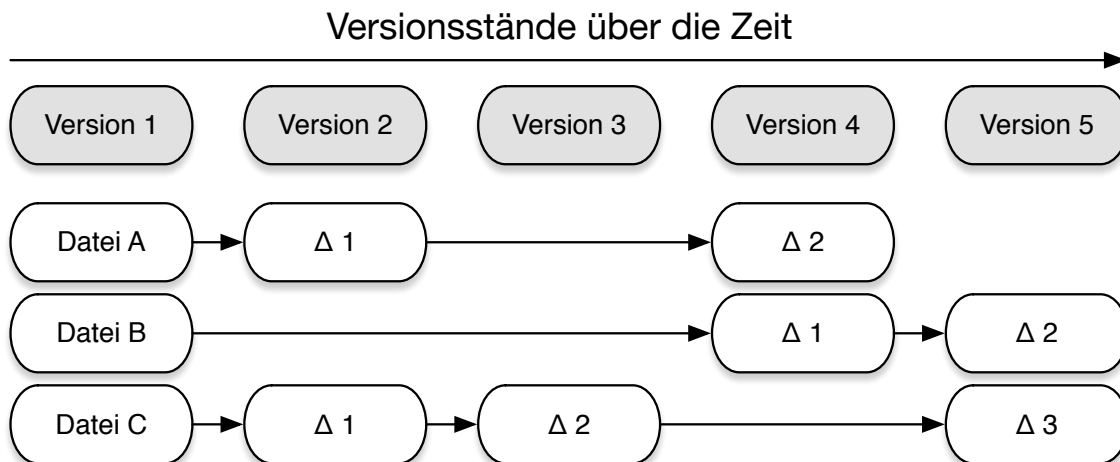 Versionsstände über die Zeit
Version 1 Version 2 Version 3 Version 4 Version 5
Datei A Δ 1 Δ 2
Datei B Δ 1 Δ 2
Datei C Δ 1 Δ 2 Δ 3